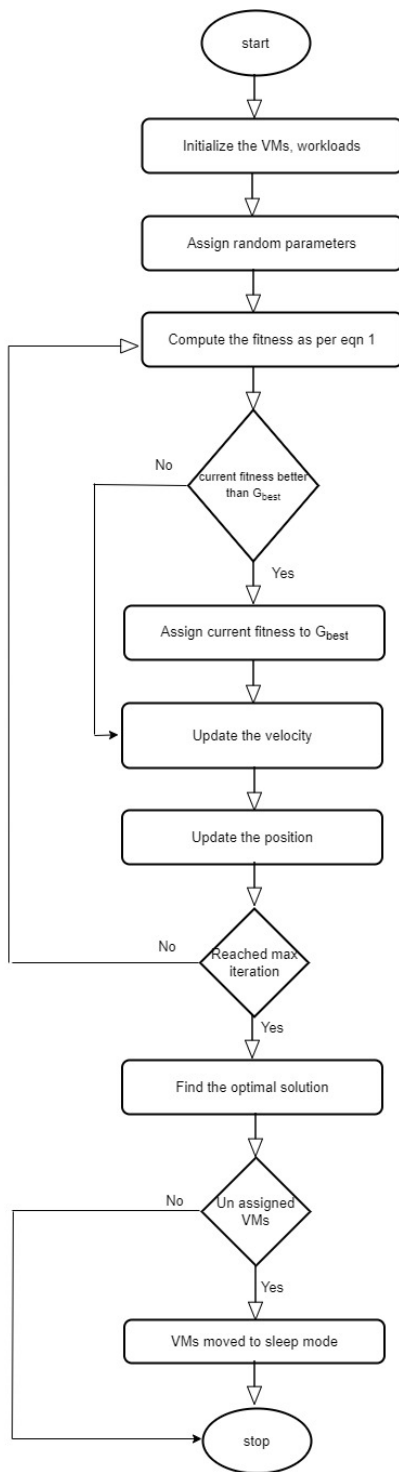 start
Initialize the VMs, workloads
Assign random parameters
Compute the fitness as per eqn 1
No
current fitness better
than Gbest
Yes
Assign current fitness to Gbest
Update the velocity
Update the position
No
Reached max
iteration
Yes
Find the optimal solution
No
Un assigned
VMs
Yes
VMs moved to sleep mode
stop